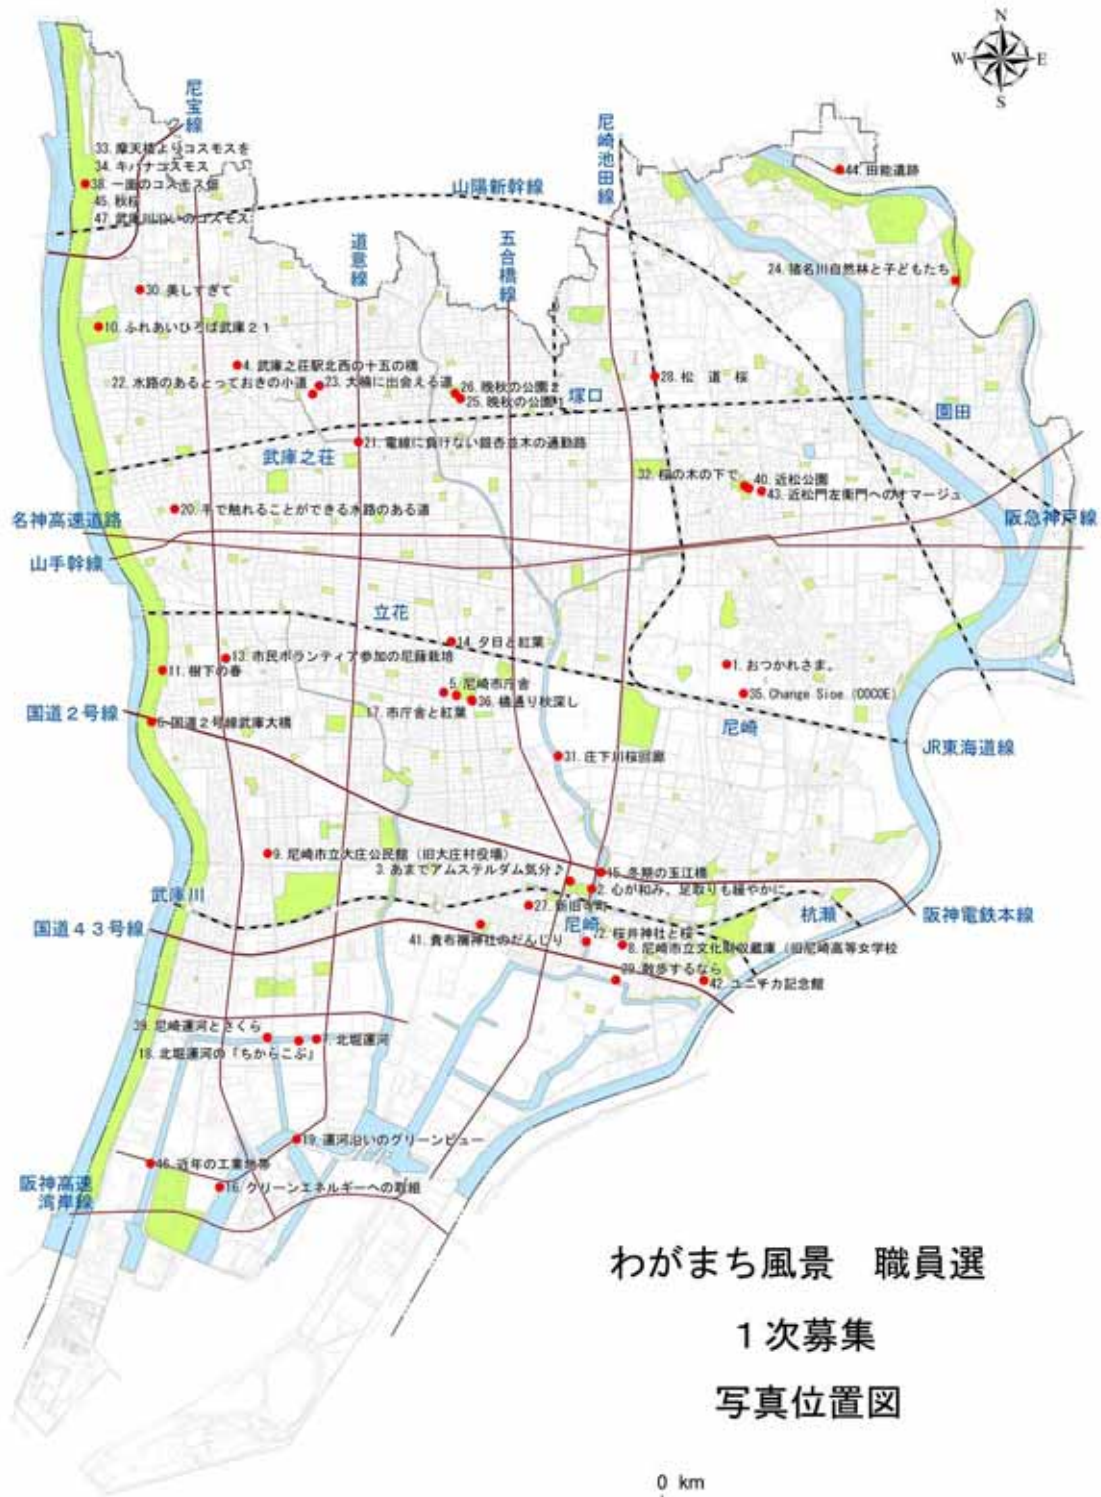 N
W E
S
尼宝線
尼崎池田線
33. 摩天橋よりコスモスを
34. キバナコスモス
38. 一面のコスモス畑
45. 秋桜
47. 武庫川沿いのコスモス
山陽新幹線
44. 田能遺跡
道意線
五合橋線
24. 猪名川自然林と子どもたち
30. 美しすぎて
10. ふれあいひろば武庫21
4. 武庫之荘駅北西の十五の橋
22. 水路のあるとっておきの小道
23. 大楠に出会える道
26. 晩秋の公園2
25. 晩秋の公園1
28. 松 道 桜
塚口
園田
21. 電線に負けない銀杏並木の通勤路
武庫之荘
32. 桜の木の下で
40. 近松公園
43. 近松門左衛門へのオマージュ
20. 手で触れることができる水路のある道
名神高速道路
阪急神戸線
山手幹線
立花
14. 夕日と紅葉
13. 市民ボランティア参加の尼藷栽培
11. 樹下の春
1. おつかれさま。
5. 尼崎市庁舎
35. Change Sioe (COCOE)
36. 橘通り秋深し
17. 市庁舎と紅葉
国道2号線
6. 国道2号線武庫大橋
尼崎
JR東海道線
31. 庄下川桜回廊
9. 尼崎市立大庄公民館(旧大庄村役場)
3. あまでアムステルダム気分♪
15. 冬期の玉江橋
2. 心が和み、足取りも緩やかに
武庫川
27. 新旧寺町
尼崎
杭瀬
阪神電鉄本線
国道43号線
12. 桜井神社と桜
41. 貴布禰神社のだんじり
8. 尼崎市立文化財収蔵庫(旧尼崎高等女学校
29. 散歩するなら
42. ユニチカ記念館
39. 尼崎運河とさくら
7. 北堀運河
18. 北堀運河の「ちからこぶ」
19. 運河沿いのグリーンビュー
46. 近年の工業地帯
16. クリーンエネルギーへの取組
阪神高速
湾岸線
わがまち風景 職員選
1次募集
写真位置図
0 km